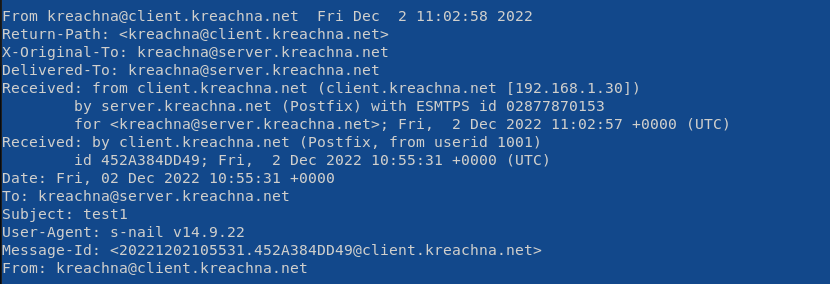 From kreachna@client.kreachna.net  Fri Dec  2 11:02:58 2022
Return-Path: <kreachna@client.kreachna.net>
X-Original-To: kreachna@server.kreachna.net
Delivered-To: kreachna@server.kreachna.net
Received: from client.kreachna.net (client.kreachna.net [192.168.1.30])
        by server.kreachna.net (Postfix) with ESMTPS id 02877870153
        for <kreachna@server.kreachna.net>; Fri,  2 Dec 2022 11:02:57 +0000 (UTC)
Received: by client.kreachna.net (Postfix, from userid 1001)
        id 452A384DD49; Fri,  2 Dec 2022 10:55:31 +0000 (UTC)
Date: Fri, 02 Dec 2022 10:55:31 +0000
To: kreachna@server.kreachna.net
Subject: test1
User-Agent: s-nail v14.9.22
Message-Id: <20221202105531.452A384DD49@client.kreachna.net>
From: kreachna@client.kreachna.net